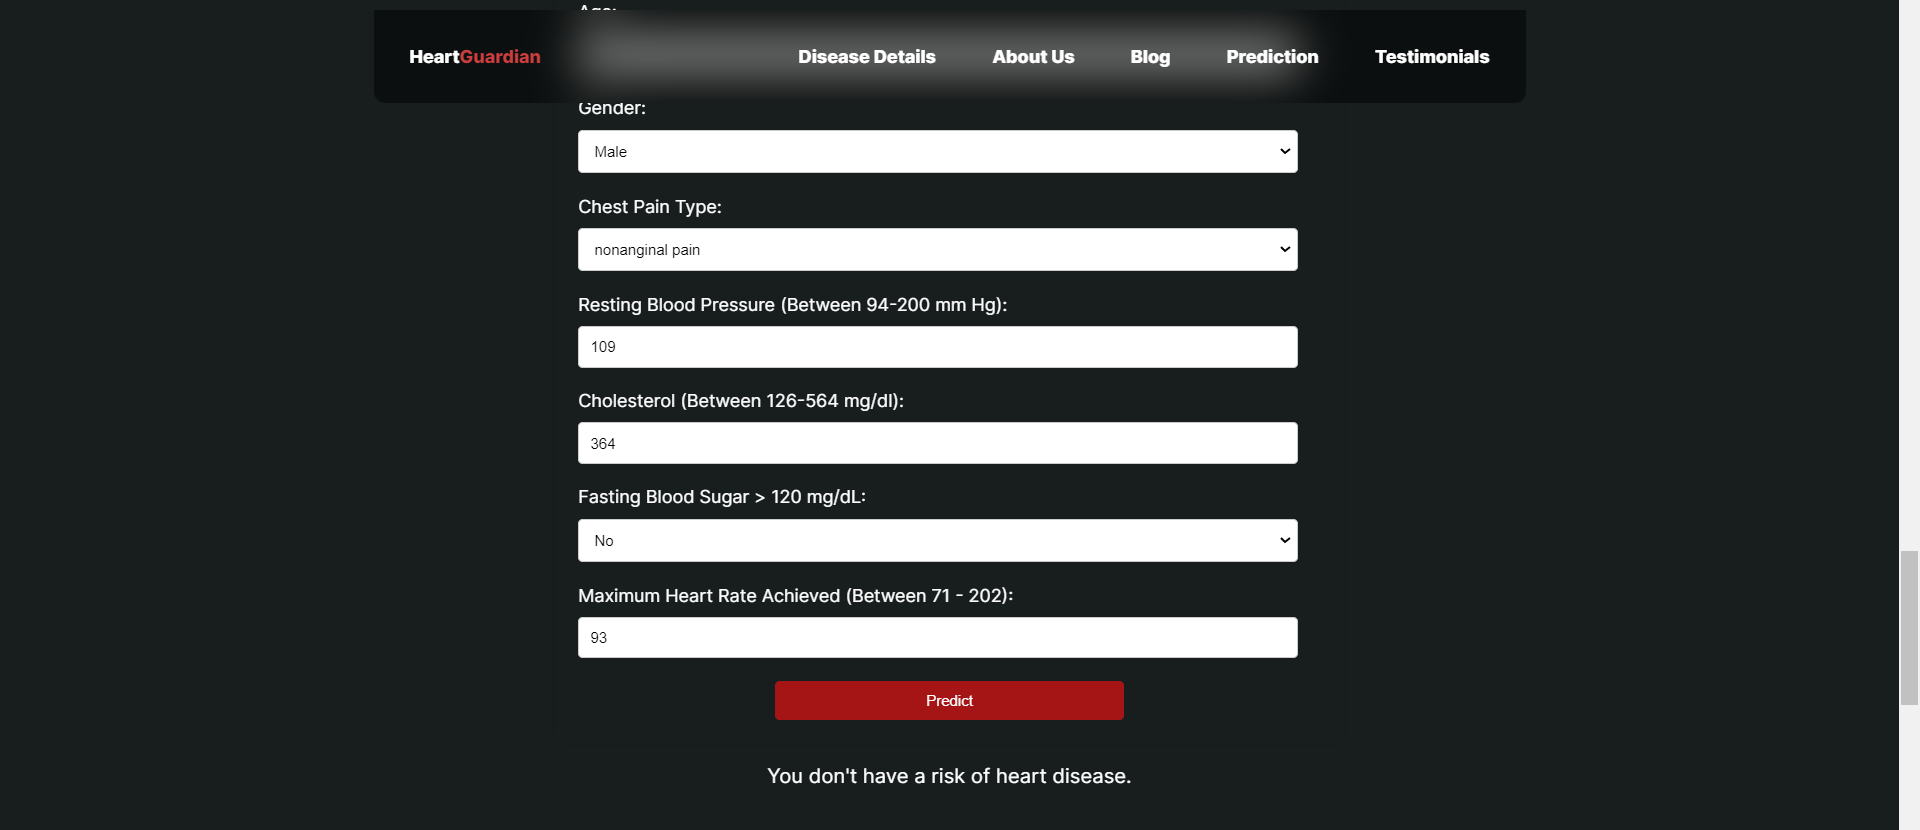 Age:
HeartGuardian
Disease Details
About Us
Blog
Prediction
Testimonials
Gender:
Male
Chest Pain Type:
nonanginal pain
Resting Blood Pressure (Between 94-200 mm Hg):
109
Cholesterol (Between 126-564 mg/dl):
364
Fasting Blood Sugar > 120 mg/dL:
No
Maximum Heart Rate Achieved (Between 71 - 202):
93
Predict
You don't have a risk of heart disease.